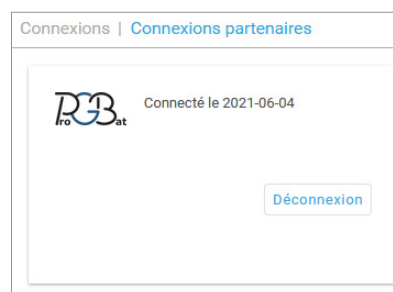 Connexions | Connexions partenaires
ProGBat
Connecté le 2021-06-04
Déconnexion